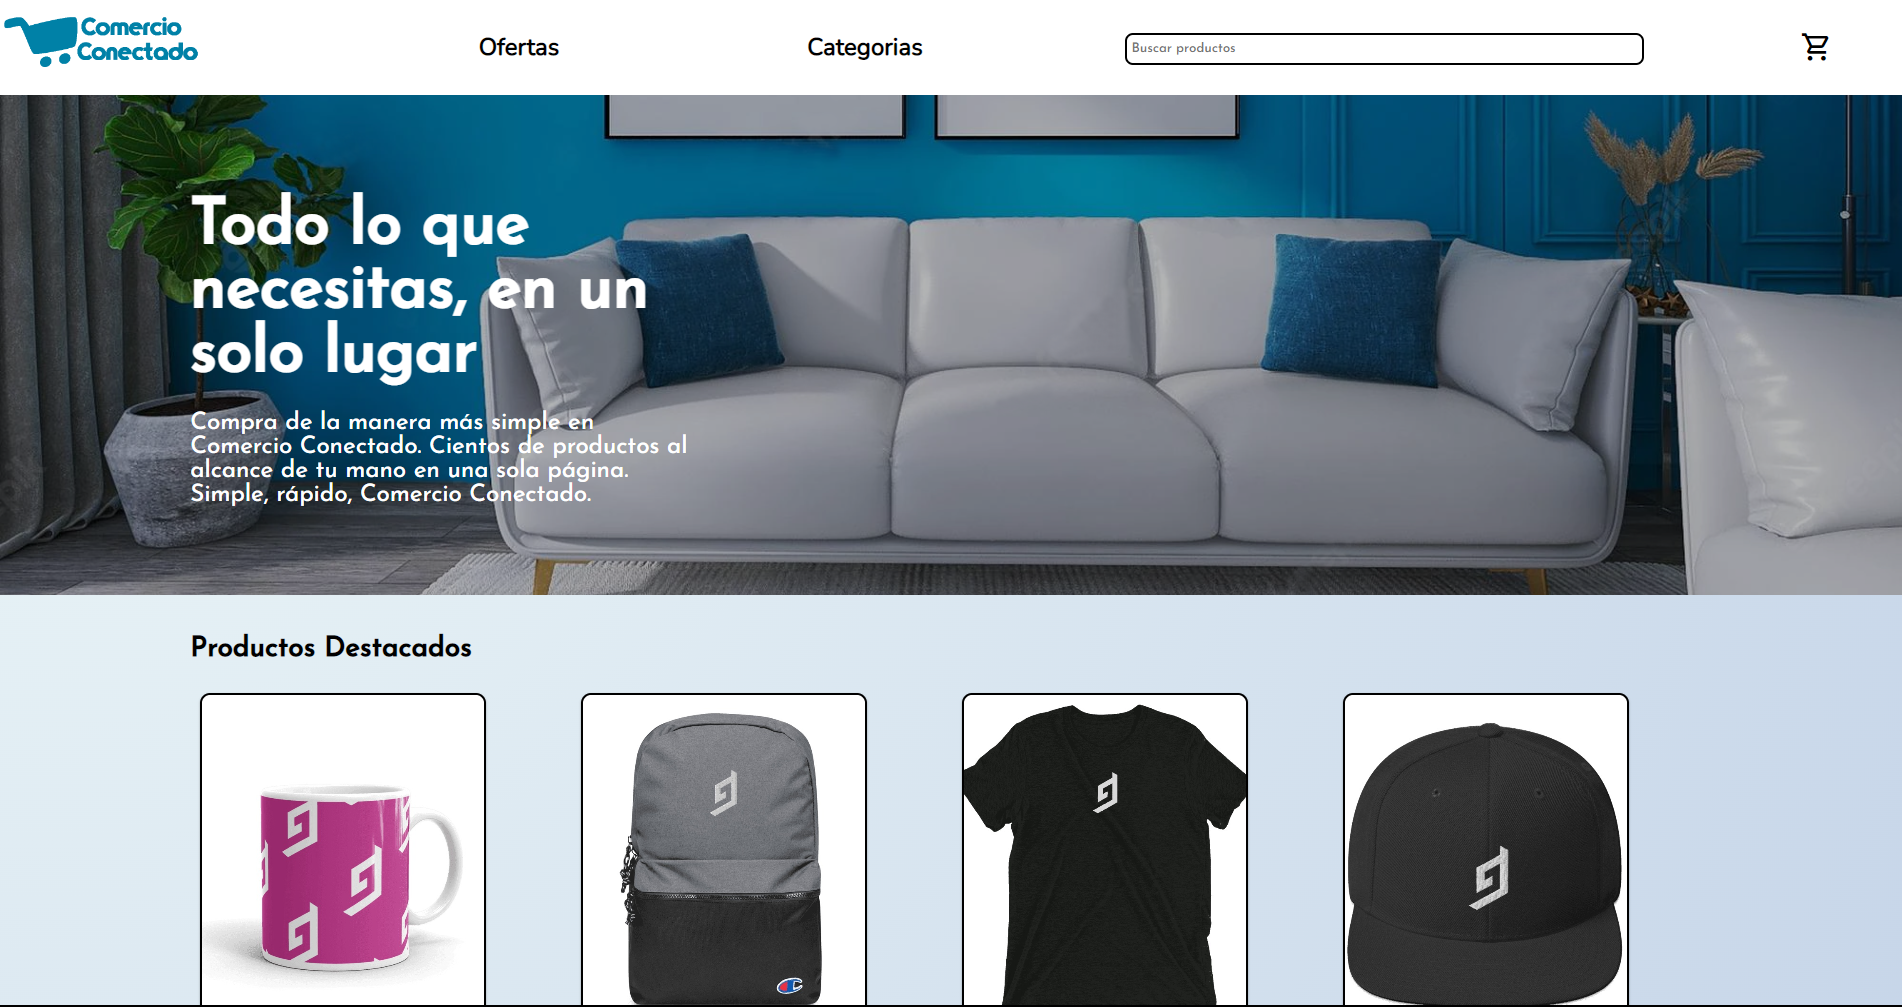 Comercio
Conectado
Ofertas
Categorias
Buscar productos
Todo lo que
necesitas, en un
solo lugar
Compra de la manera más simple en
Comercio Conectado. Cientos de productos al
alcance de tu mano en una sola página.
Simple, rápido, Comercio Conectado.
Productos Destacados